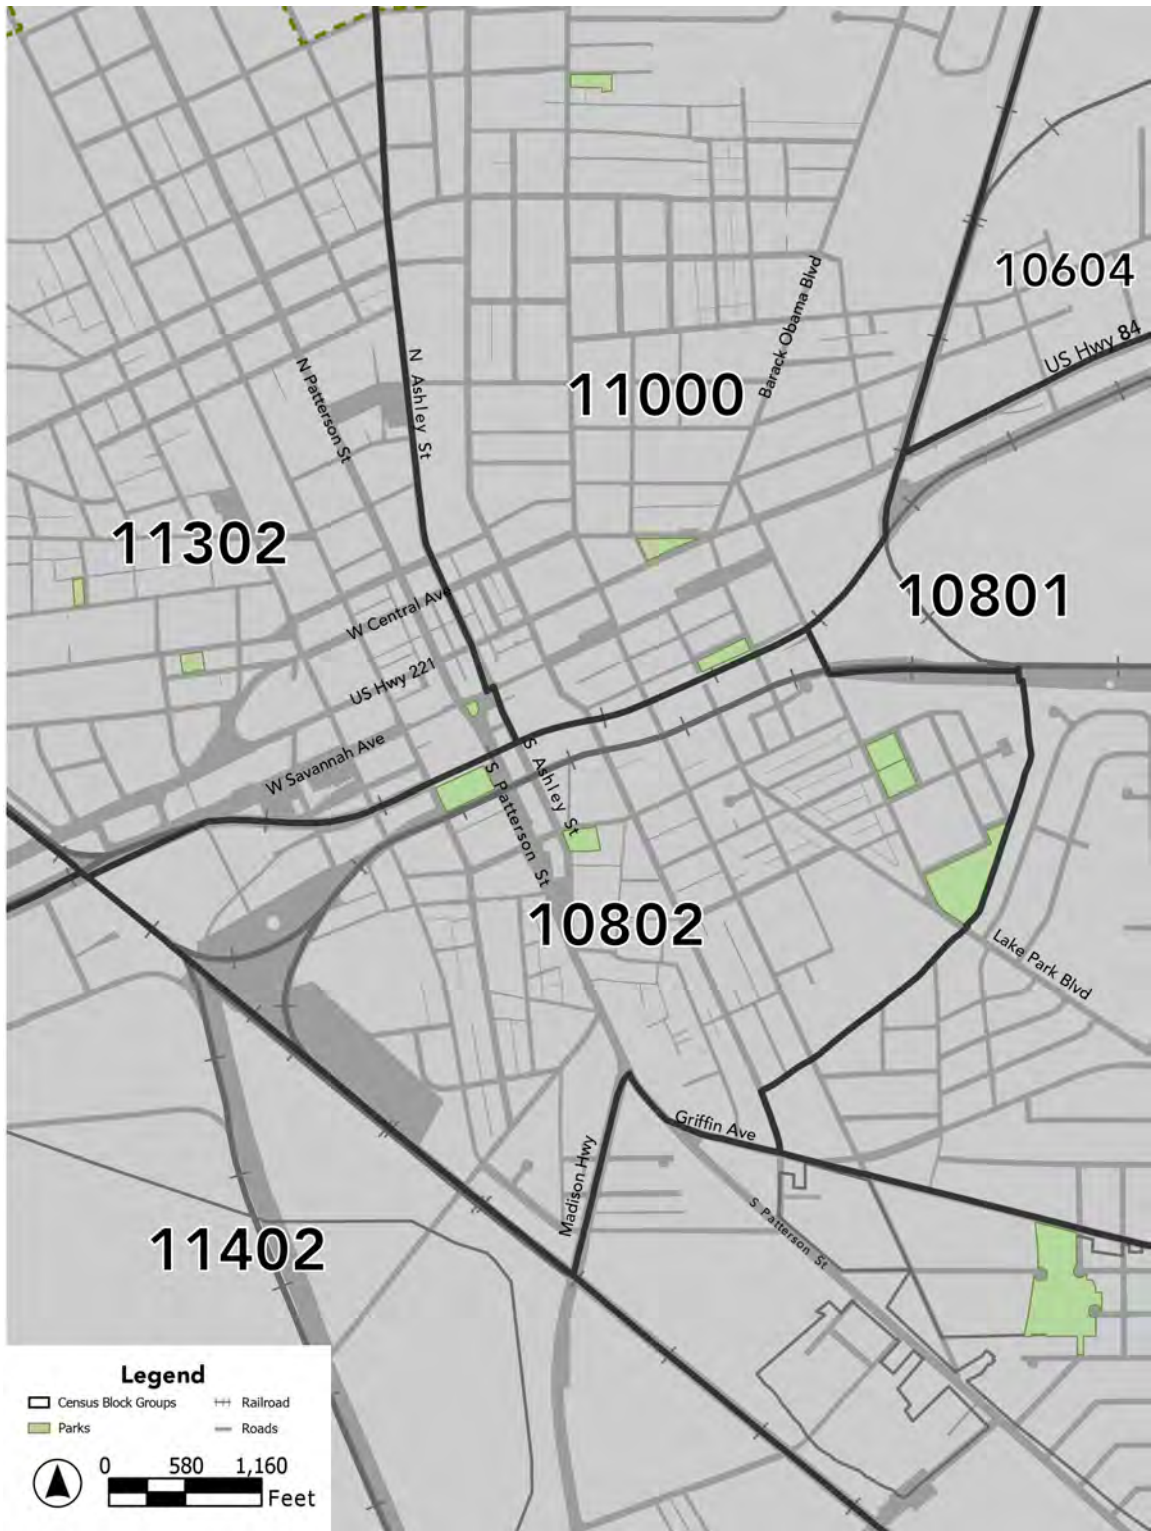 10604
Barack Obama Blvd
US Hwy 84
N Patterson St
N Ashley St
11000
11302
10801
W Central Ave
US Hwy 221
W Savannah Ave
S Ashley St
S Patterson St
10802
Lake Park Blvd
Griffin Ave
Madison Hwy
S Patterson St
11402
Legend
Census Block Groups
Railroad
Parks
Roads
0 580 1,160
Feet